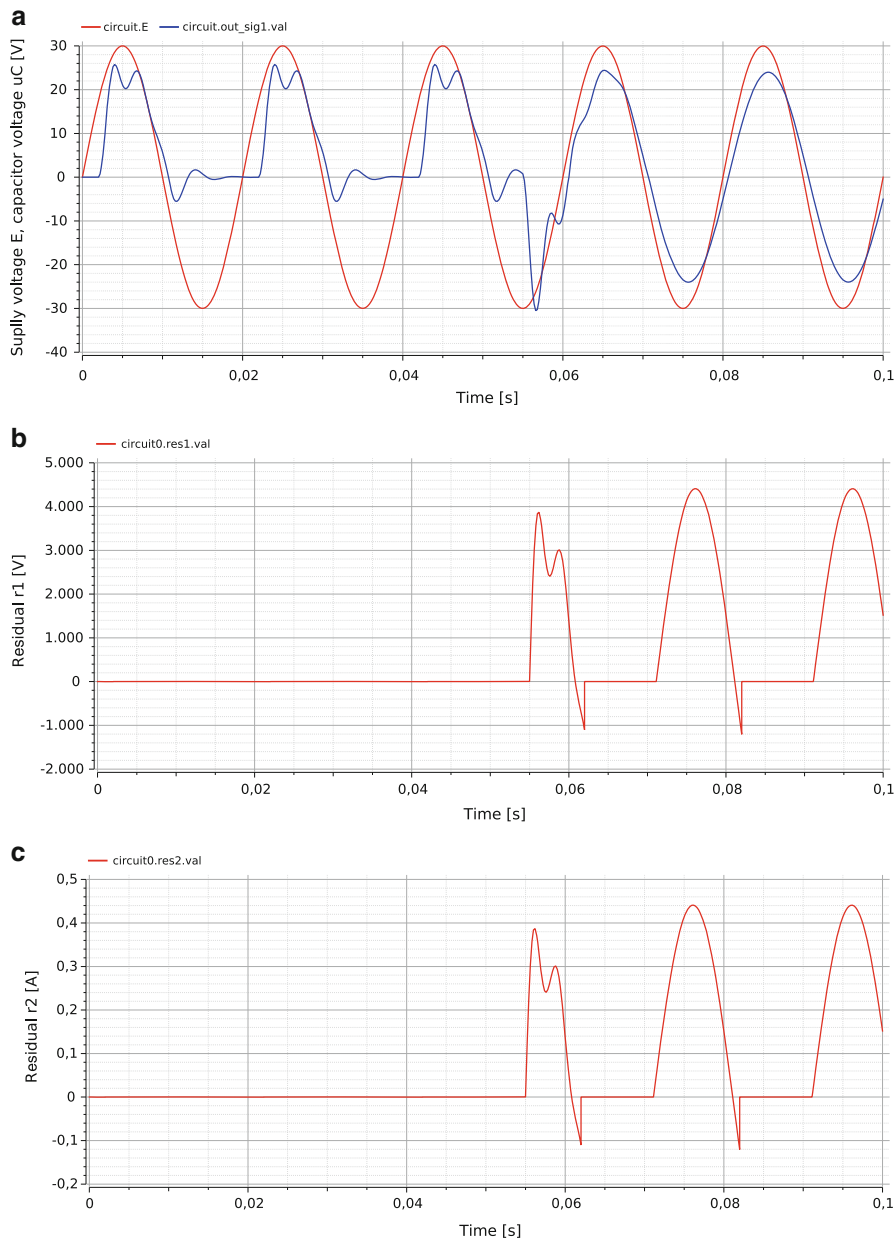 a
circuit.E circuit.out_sig1.val
Suplly voltage E, capacitor voltage uC [V]
30
20
10
0
-10
-20
-30
-40
0 0,02 0,04 0,06 0,08 0,1
Time [s]
b
circuit0.res1.val
Residual r1 [V]
5.000
4.000
3.000
2.000
1.000
0
-1.000
-2.000
0 0,02 0,04 0,06 0,08 0,1
Time [s]
c
circuit0.res2.val
Residual r2 [A]
0,5
0,4
0,3
0,2
0,1
0
-0,1
-0,2
0 0,02 0,04 0,06 0,08 0,1
Time [s]